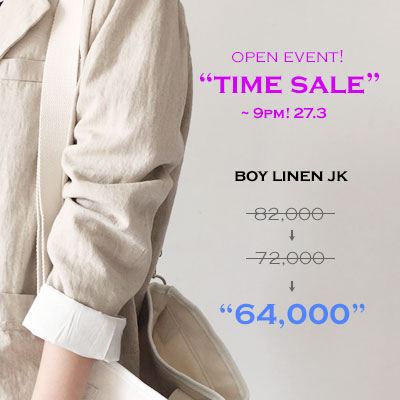 OPEN EVENT!
“TIME SALE”
~ 9PM! 27.3
BOY LINEN JK
82,000
72,000
“64,000”